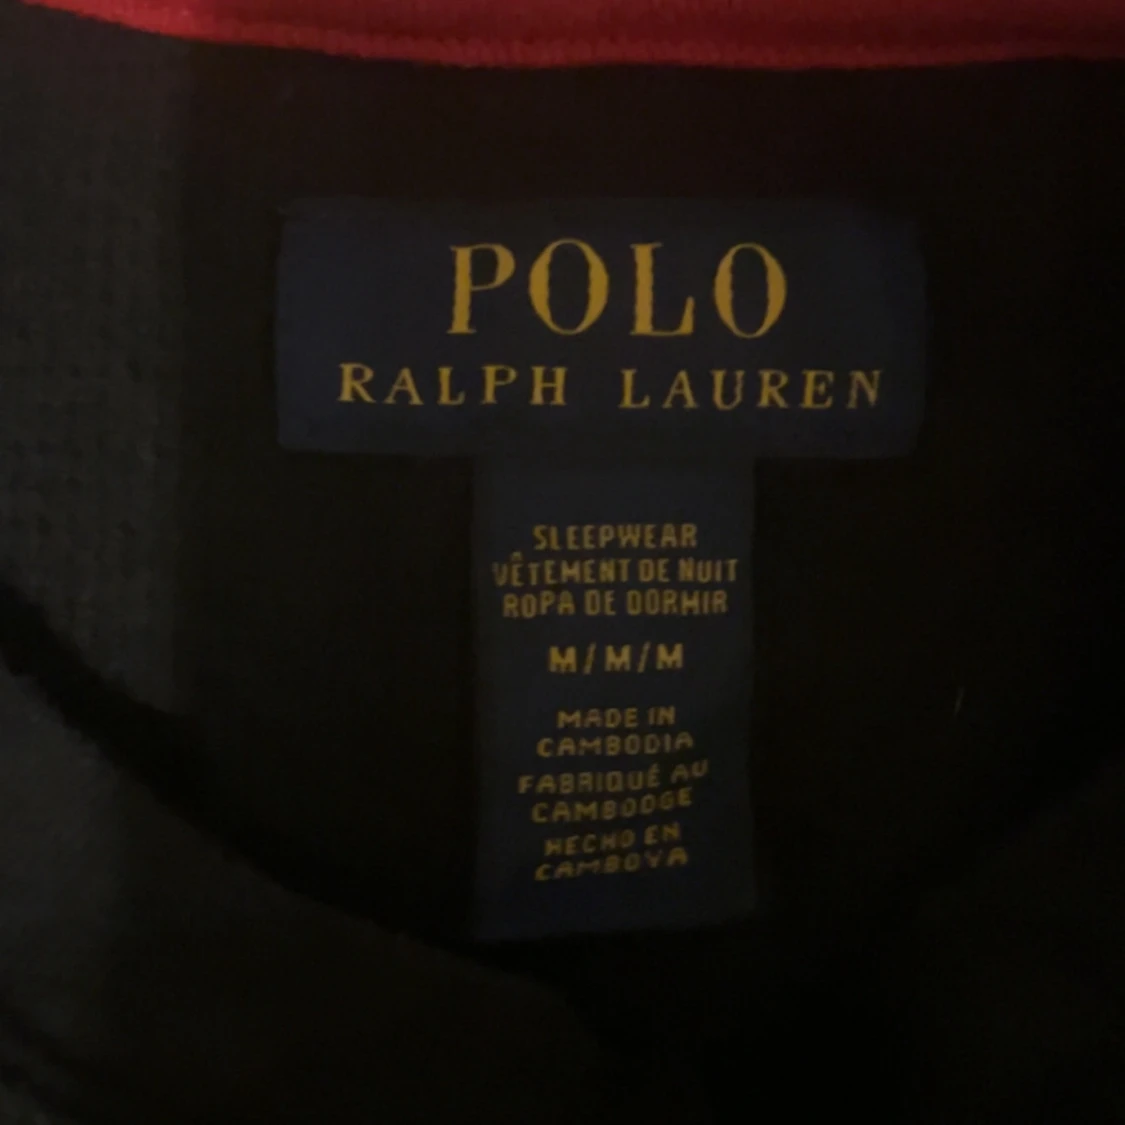 POLO
RALPH LAUREN
SLEEPWEAR
VÊTEMENT DE NUIT
ROPA DE DORMIR
M/M/M
MADE IN
CAMBODIA
FABRIQUÉ AU
CAMBODGE
HECHO EN
CAMBOYA